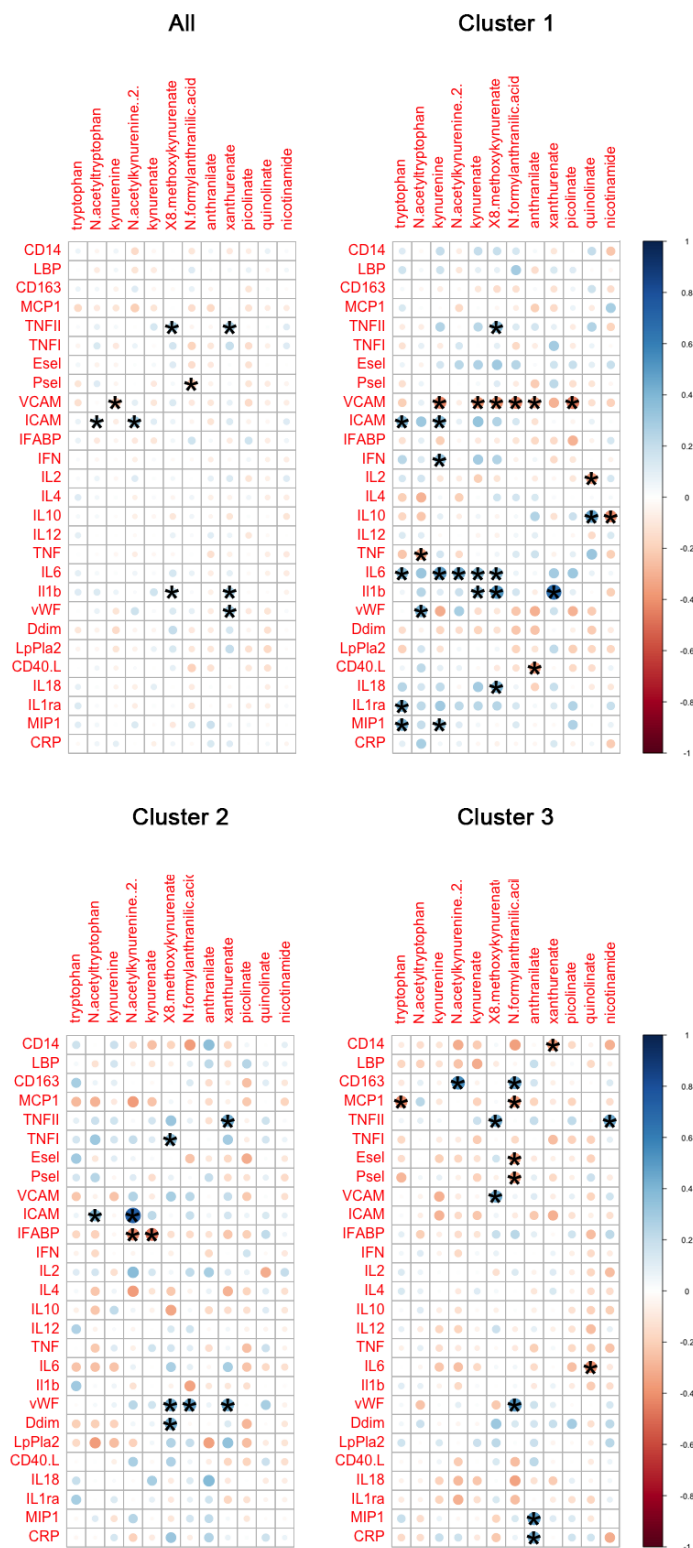 All
tryptophan
N.acetyltryptophan
kynurenine
N.acetylkynurenine..2.
kynurenate
X8.methoxykynurenate
N.formylanthranilic.acid
anthranilate
xanthurenate
picolinate
quinolinate
nicotinamide
CD14
LBP
CD163
MCP1
TNFII
TNFI
Esel
Psel
VCAM
ICAM
IFABP
IFN
IL2
IL4
IL10
IL12
TNF
IL6
Il1b
vWF
Ddim
LpPla2
CD40.L
IL18
IL1ra
MIP1
CRP
Cluster 1
tryptophan
N.acetyltryptophan
kynurenine
N.acetylkynurenine..2.
kynurenate
X8.methoxykynurenate
N.formylanthranilic.acid
anthranilate
xanthurenate
picolinate
quinolinate
nicotinamide
CD14
LBP
CD163
MCP1
TNFII
TNFI
Esel
Psel
VCAM
ICAM
IFABP
IFN
IL2
IL4
IL10
IL12
TNF
IL6
Il1b
vWF
Ddim
LpPla2
CD40.L
IL18
IL1ra
MIP1
CRP
1
0.8
0.6
0.4
0.2
0
-0.2
-0.4
-0.6
-0.8
-1
Cluster 2
tryptophan
N.acetyltryptophan
kynurenine
N.acetylkynurenine..2.
kynurenate
X8.methoxykynurenate
N.formylanthranilic.acid
anthranilate
xanthurenate
picolinate
quinolinate
nicotinamide
CD14
LBP
CD163
MCP1
TNFII
TNFI
Esel
Psel
VCAM
ICAM
IFABP
IFN
IL2
IL4
IL10
IL12
TNF
IL6
Il1b
vWF
Ddim
LpPla2
CD40.L
IL18
IL1ra
MIP1
CRP
Cluster 3
tryptophan
N.acetyltryptophan
kynurenine
N.acetylkynurenine..2.
kynurenate
X8.methoxykynurenate
N.formylanthranilic.acid
anthranilate
xanthurenate
picolinate
quinolinate
nicotinamide
CD14
LBP
CD163
MCP1
TNFII
TNFI
Esel
Psel
VCAM
ICAM
IFABP
IFN
IL2
IL4
IL10
IL12
TNF
IL6
Il1b
vWF
Ddim
LpPla2
CD40.L
IL18
IL1ra
MIP1
CRP
1
0.8
0.6
0.4
0.2
0
-0.2
-0.4
-0.6
-0.8
-1